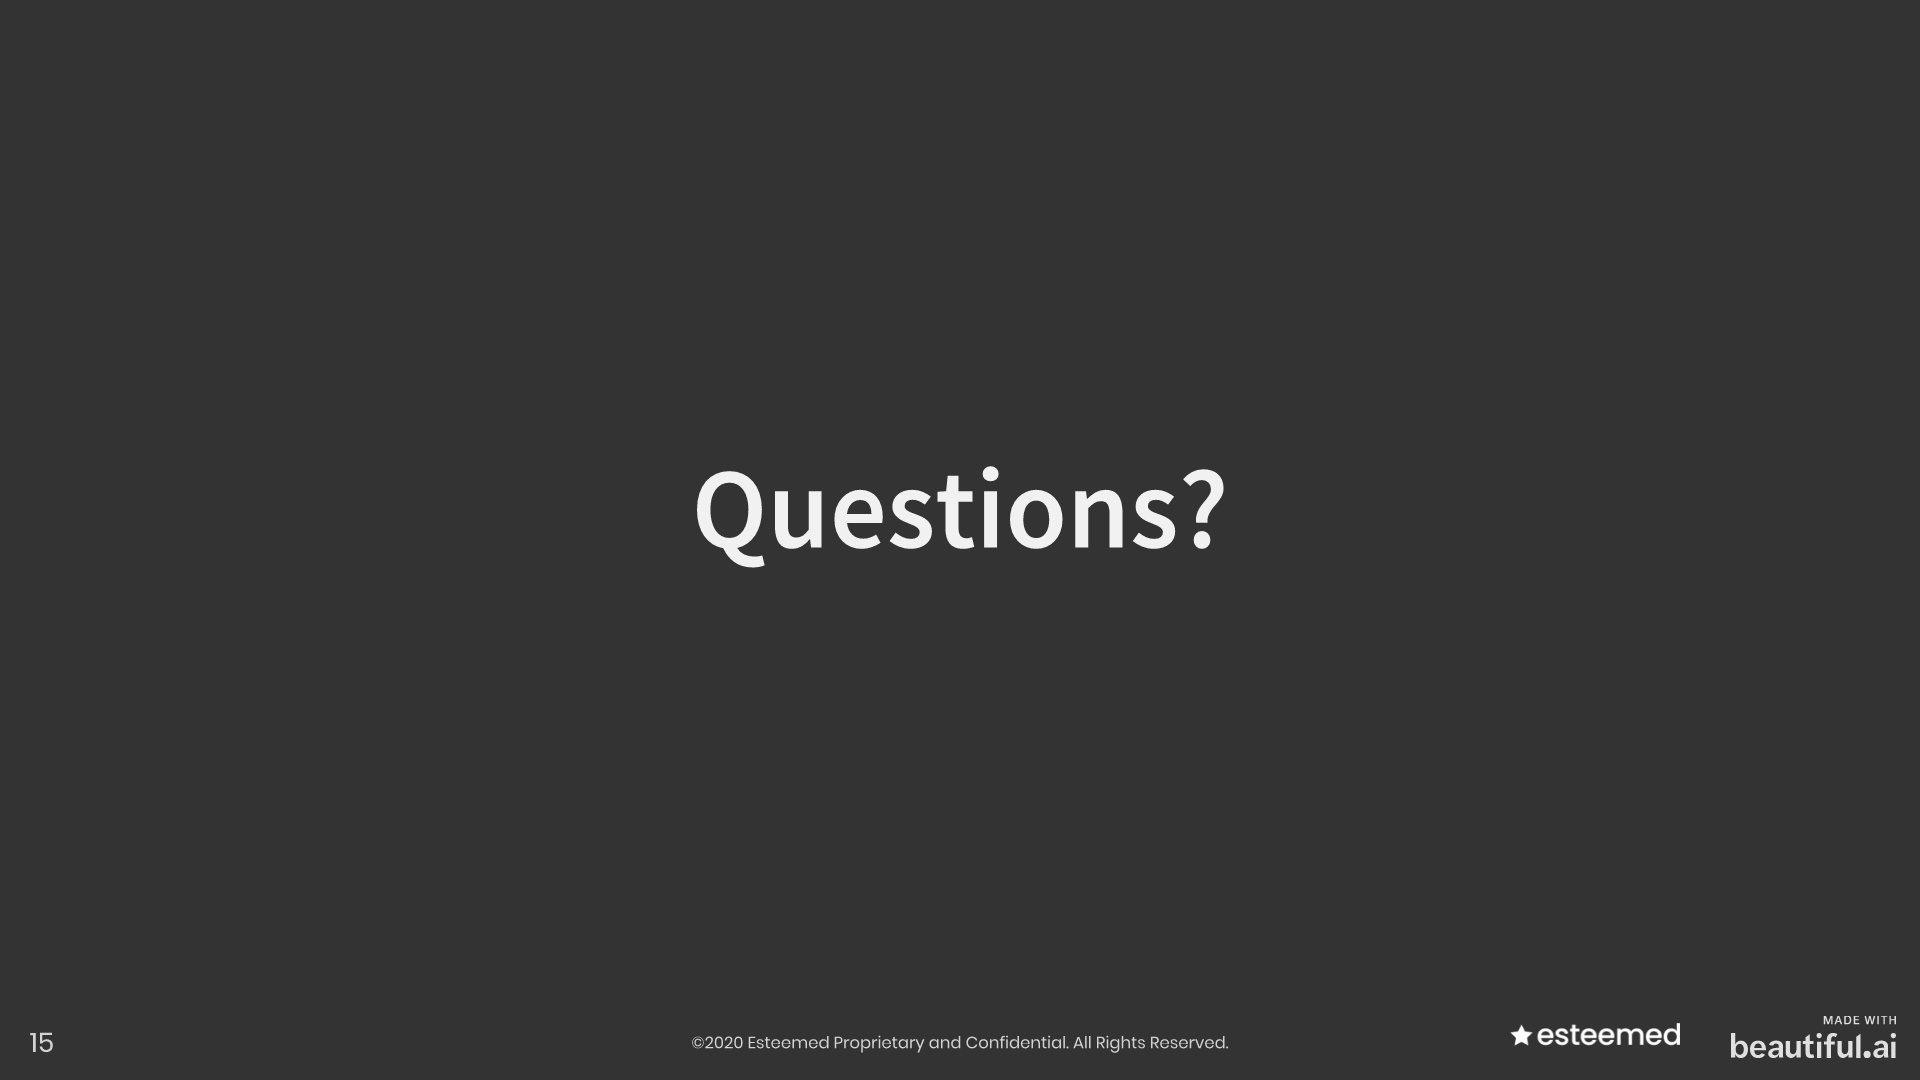 Questions?
15
©2020 Esteemed Proprietary and Confidential. All Rights Reserved.
esteemed
MADE WITH
beautiful.ai